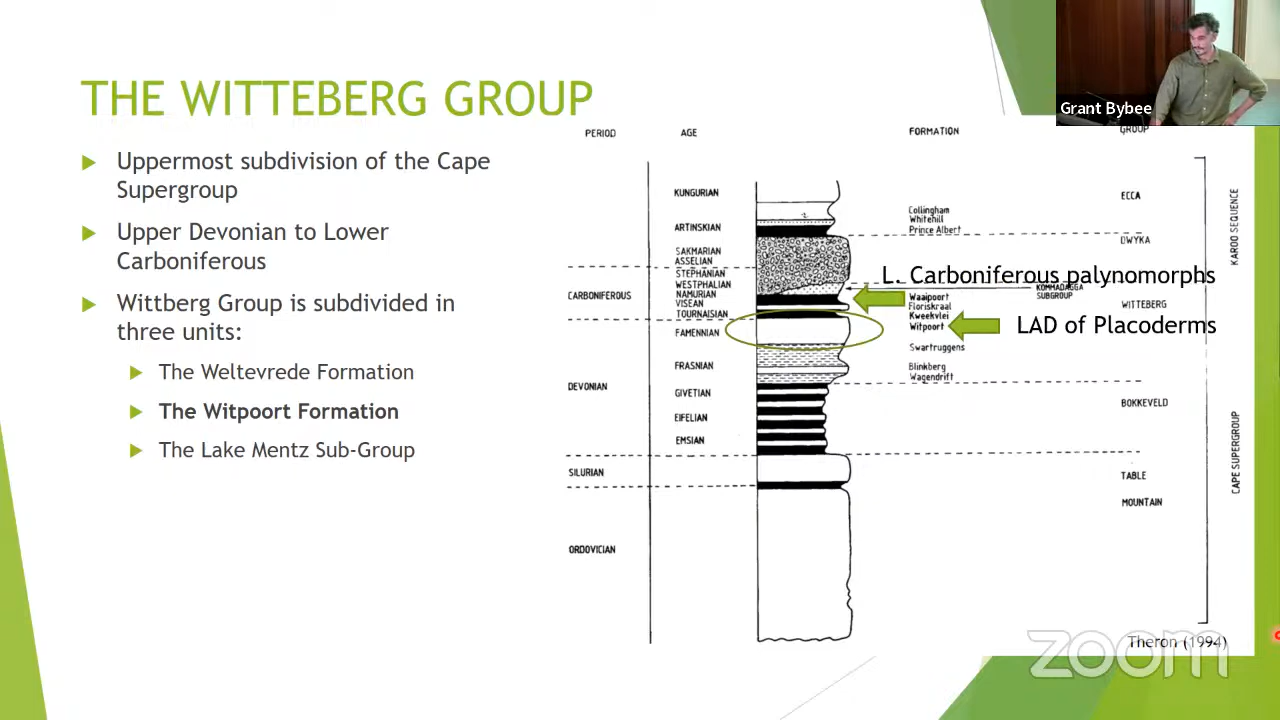 THE WITTEBERG GROUP
Uppermost subdivision of the Cape
Supergroup
Upper Devonian to Lower
Carboniferous
Wittberg Group is subdivided in
three units:
The Weltevrede Formation
The Witpoort Formation
The Lake Mentz Sub-Group
Grant Bybee
PERIOD AGE FORMATION GROUP
KUNGURIAN
ARTINSKIAN
SAKMARIAN
ASSELIAN
STEPHANIAN
WESTPHALIAN
NAMURIAN
VISEAN
TOURNAISIAN
FAMENNIAN
FRASNIAN
GIVETIAN
EIFELIAN
EMSIAN
CARBONIFEROUS
DEVONIAN
SILURIAN
ORDOVICIAN
Collingham
Whitehill
Prince Albert
L. Carboniferous palynomorphs
KOMMADAGGA
SUBGROUP
Waaipoort
Floriskraal
Kweekvlei
Witpoort
LAD of Placoderms
Swartruggens
Blinkberg
Wagendrift
ECCA
DWYKA
WITTEBERG
BOKKEVELD
TABLE
MOUNTAIN
KAROO SEQUENCE
CAPE SUPERGROUP
Theron (1994)
zoom